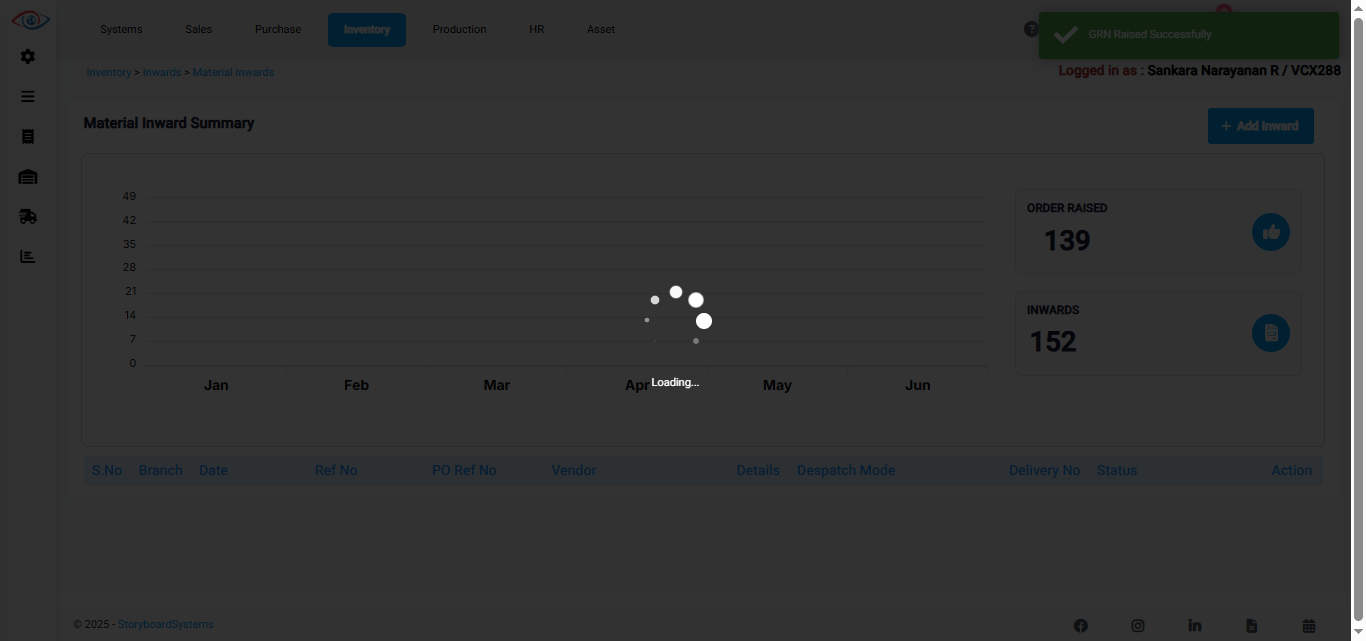 Systems Sales Purchase Inventory Production HR Asset
GRN Raised Successfully
Inventory > Inwards > Material Inwards
Logged in as : Sankara Narayanan R / VCX288
Material Inward Summary
+ Add Inward
49
42
35
28
21
14
7
0
Jan Feb Mar Apr May Jun
Loading...
ORDER RAISED
139
INWARDS
152
S.No Branch Date Ref No PO Ref No Vendor Details Despatch Mode Delivery No Status Action
© 2025 - StoryboardSystems